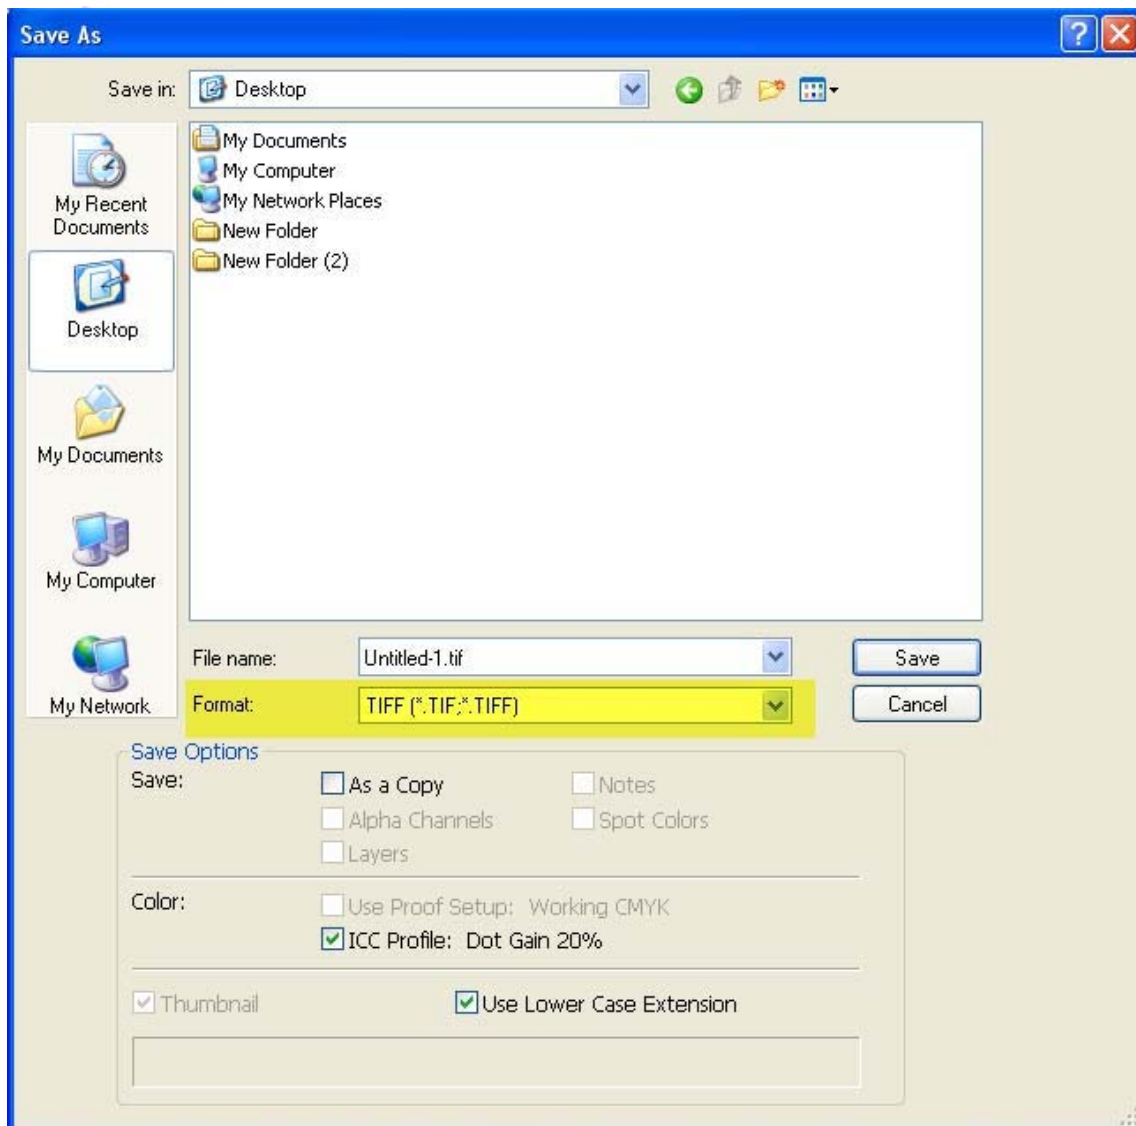 Save As
Save in: Desktop
My Recent
Documents
Desktop
My Documents
My Computer
My Network
My Documents
My Computer
My Network Places
New Folder
New Folder (2)
File name: Untitled-1.tif Save
Format: TIFF (*.TIF;*.TIFF) Cancel
Save Options
Save: As a Copy Notes
Alpha Channels Spot Colors
Layers
Color: Use Proof Setup: Working CMYK
ICC Profile: Dot Gain 20%
Thumbnail Use Lower Case Extension